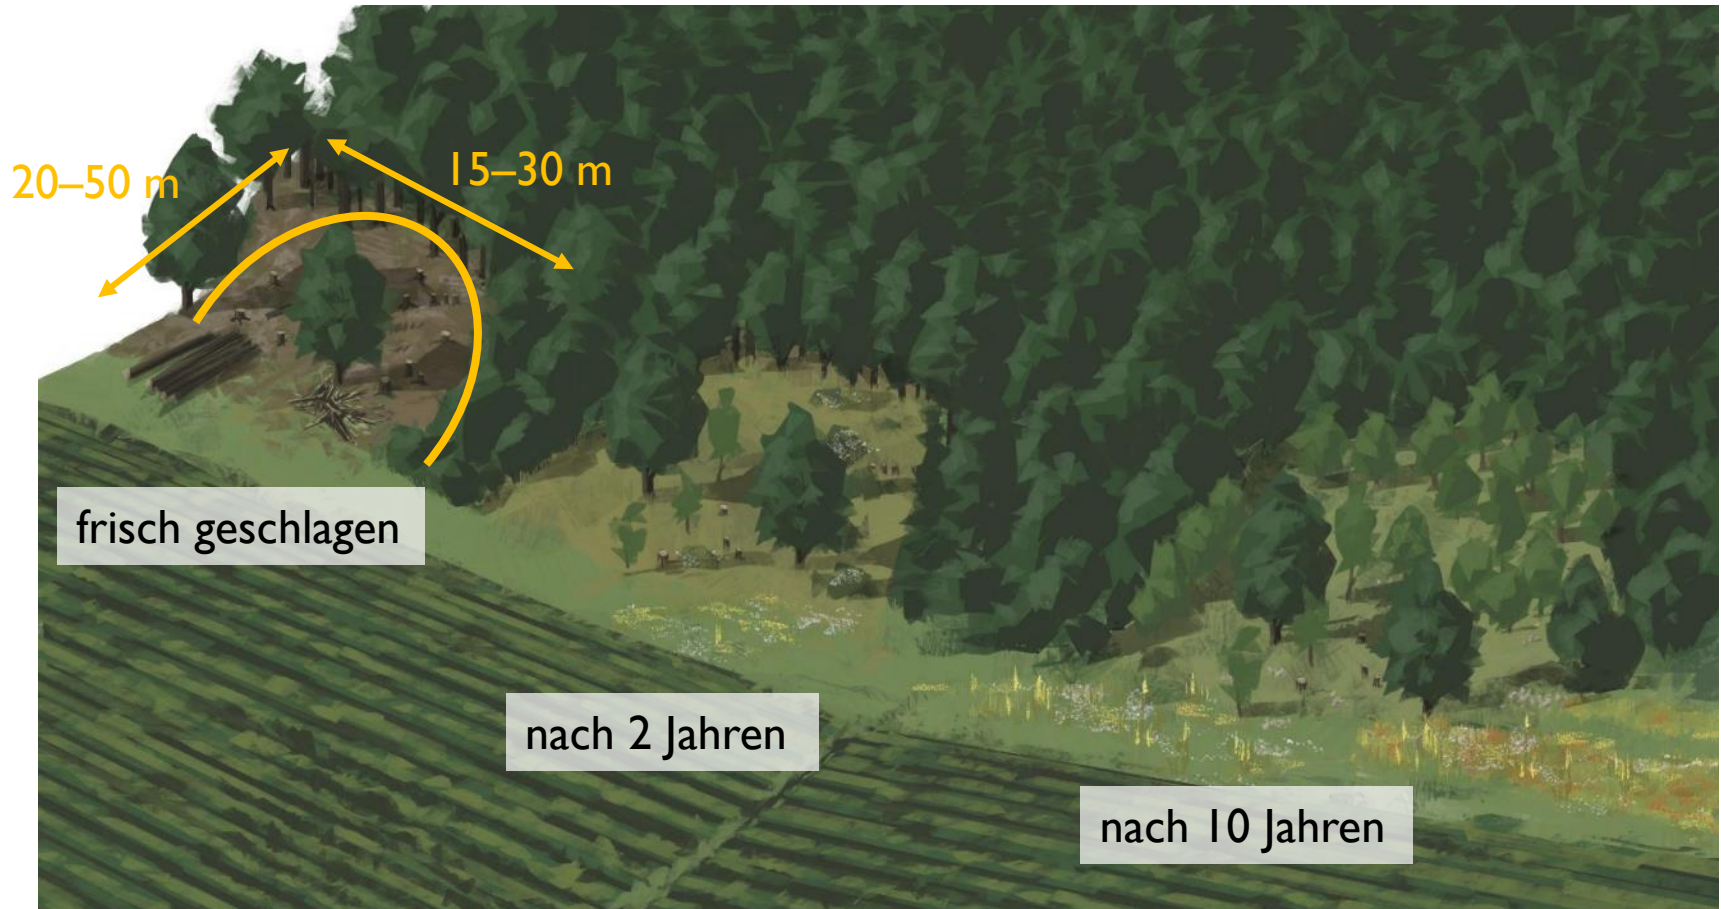 20–50 m
15–30 m
frisch geschlagen
nach 2 Jahren
nach 10 Jahren